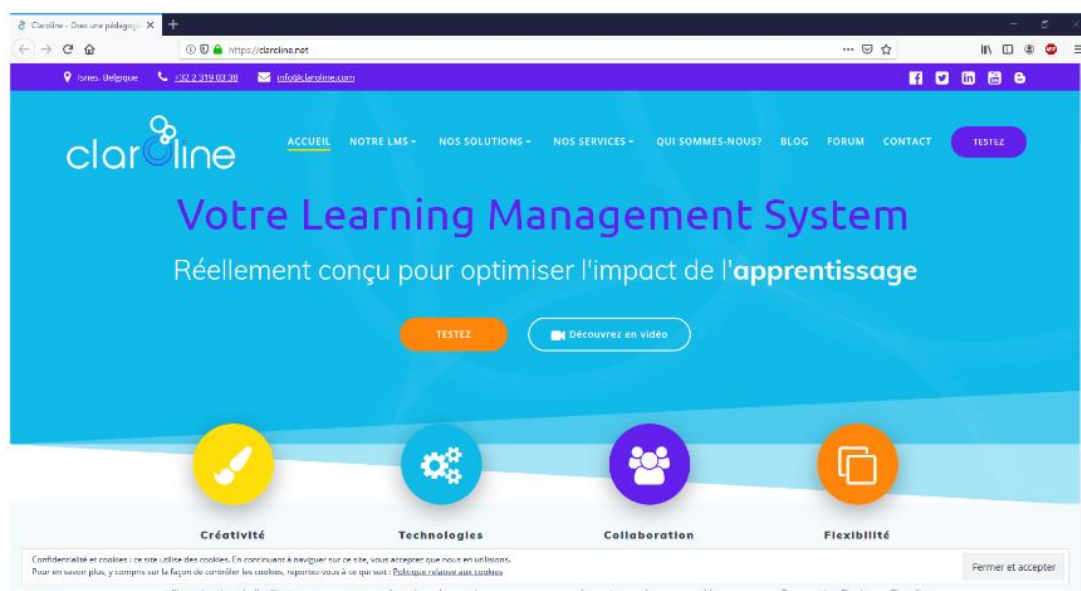 Claroline - Osez une pédagogi
https://claroline.net
Isnes, Belgique +32 2 319 03 38 info@claroline.com
claroline
ACCUEIL NOTRE LMS NOS SOLUTIONS NOS SERVICES QUI SOMMES-NOUS? BLOG FORUM CONTACT TESTEZ
Votre Learning Management System
Réellement conçu pour optimiser l'impact de l'apprentissage
TESTEZ Découvrez en vidéo
Créativité Technologies Collaboration Flexibilité
Confidentialité et cookies : ce site utilise des cookies. En continuant à naviguer sur ce site, vous acceptez que nous en utilisions.
Pour en savoir plus, y compris sur la façon de contrôler les cookies, reportez-vous à ce qui suit : Politique relative aux cookies
Fermer et accepter